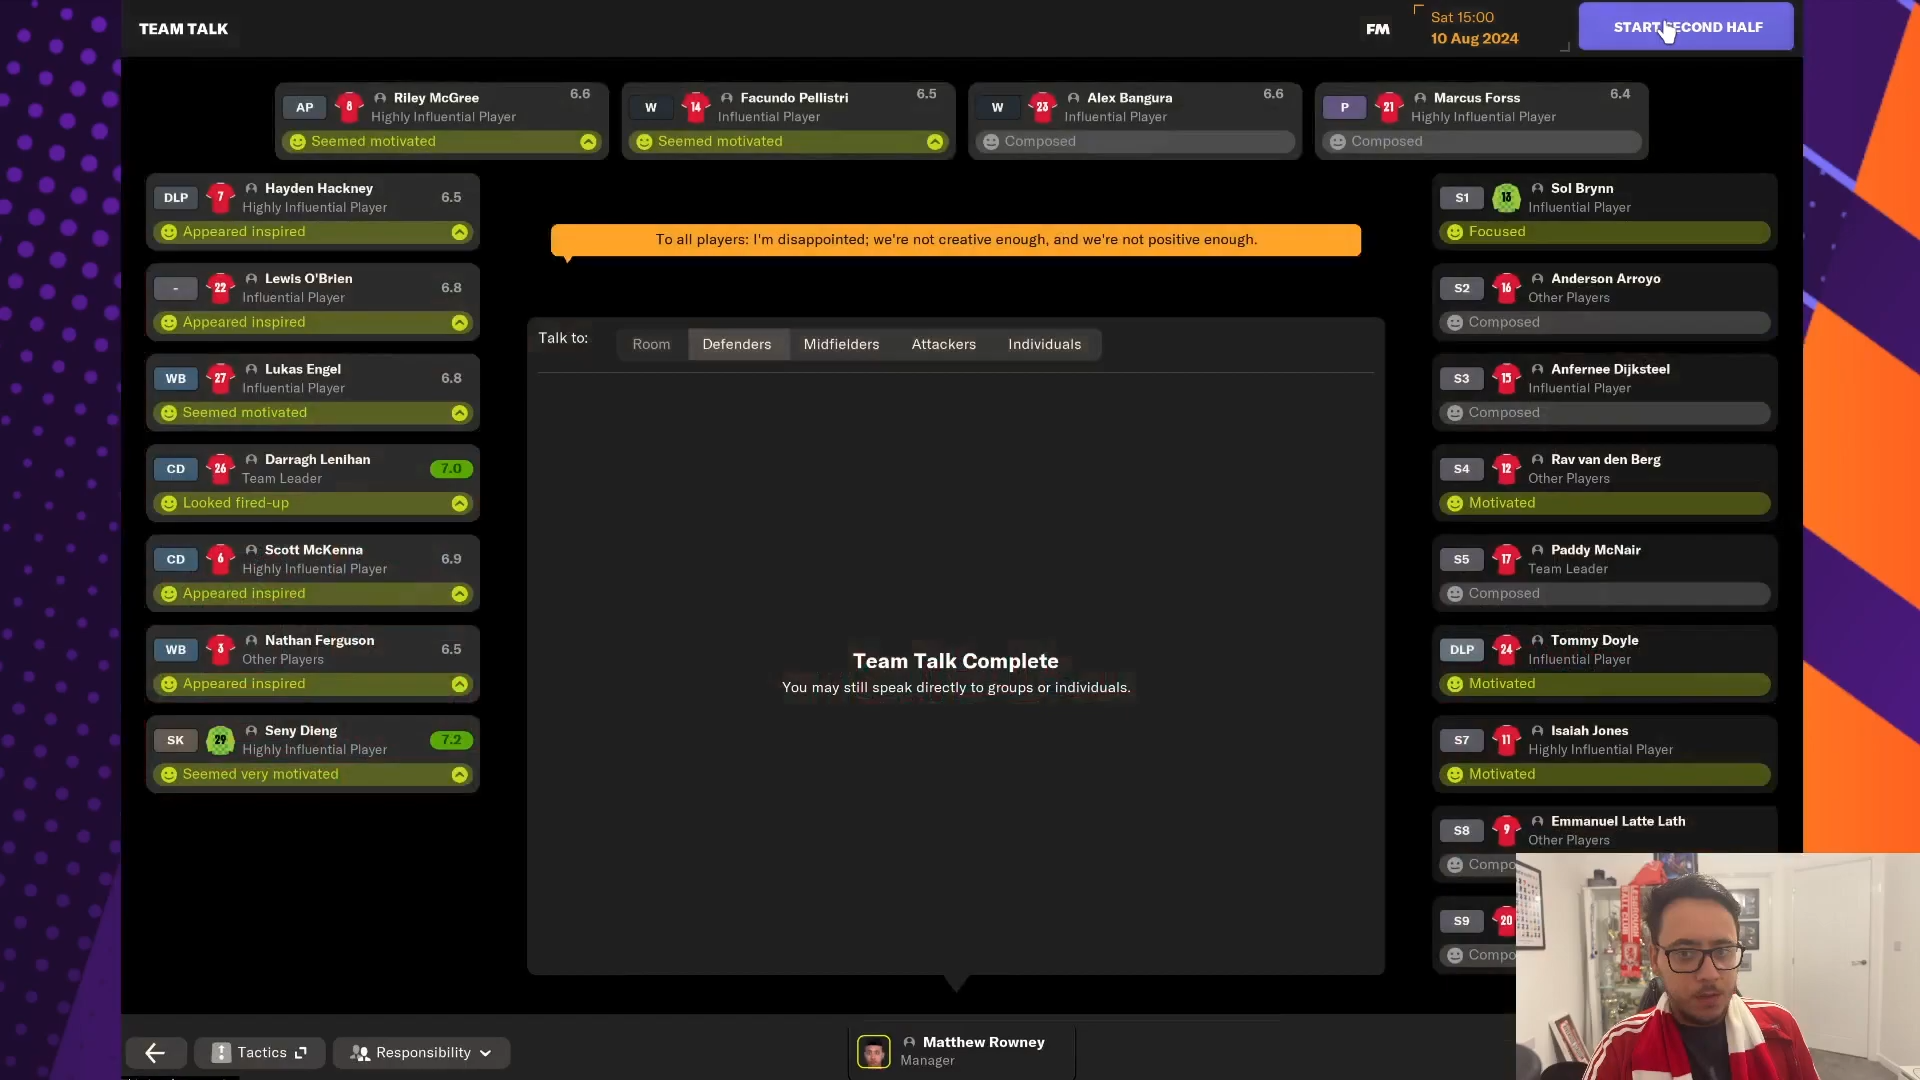 TEAM TALK
FM
Sat 15:00
10 Aug 2024
START SECOND HALF
AP 8 Riley McGree 6.6
Highly Influential Player
Seemed motivated
W 14 Facundo Pellistri 6.5
Influential Player
Seemed motivated
W 23 Alex Bangura 6.6
Influential Player
Composed
P 21 Marcus Forss 6.4
Highly Influential Player
Composed
DLP 7 Hayden Hackney 6.5
Highly Influential Player
Appeared inspired
- 22 Lewis O'Brien 6.8
Influential Player
Appeared inspired
WB 27 Lukas Engel 6.8
Influential Player
Seemed motivated
CD 26 Darragh Lenihan 7.0
Team Leader
Looked fired-up
CD 6 Scott McKenna 6.9
Highly Influential Player
Appeared inspired
WB 3 Nathan Ferguson 6.5
Other Players
Appeared inspired
SK 29 Seny Dieng 7.2
Highly Influential Player
Seemed very motivated
To all players: I'm disappointed; we're not creative enough, and we're not positive enough.
Talk to: Room Defenders Midfielders Attackers Individuals
Team Talk Complete
You may still speak directly to groups or individuals.
S1 13 Sol Brynn
Influential Player
Focused
S2 16 Anderson Arroyo
Other Players
Composed
S3 15 Anfernee Dijksteel
Influential Player
Composed
S4 12 Rav van den Berg
Other Players
Motivated
S5 17 Paddy McNair
Team Leader
Composed
DLP 24 Tommy Doyle
Influential Player
Motivated
S7 11 Isaiah Jones
Highly Influential Player
Motivated
S8 9 Emmanuel Latte Lath
Other Players
Compo
S9 20
Compo
Tactics
Responsibility
Matthew Rowney
Manager